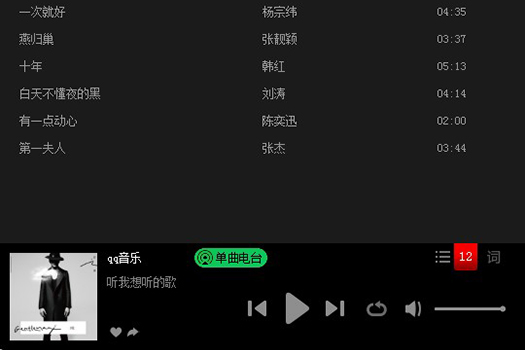 一次就好 杨宗纬 04:35
燕归巢 张靓颖 03:37
十年 韩红 05:13
白天不懂夜的黑 刘涛 04:14
有一点动心 陈奕迅 02:00
第一夫人 张杰 03:44
qq音乐 单曲电台 12 词
听我想听的歌
Gentleman